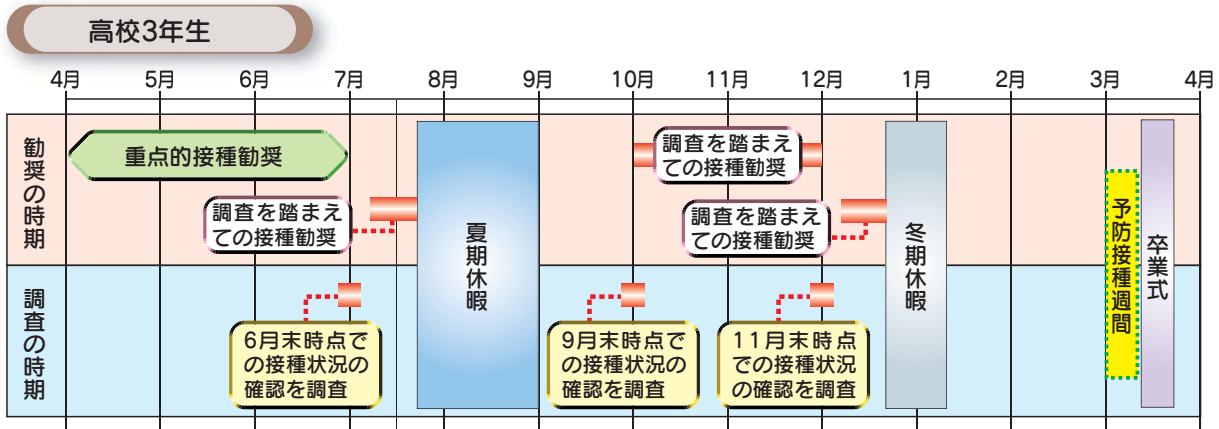 高校3年生
4月 5月 6月 7月 8月 9月 10月 11月 12月 1月 2月 3月 4月
勧奨の時期
重点的接種勧奨
調査を踏まえ
ての接種勧奨
夏期休暇
調査を踏まえ
ての接種勧奨
調査を踏まえ
ての接種勧奨
冬期休暇
予防接種週間
卒業式
調査の時期
6月末時点で
の接種状況の
確認を調査
9月末時点で
の接種状況の
確認を調査
11月末時点
での接種状況
の確認を調査